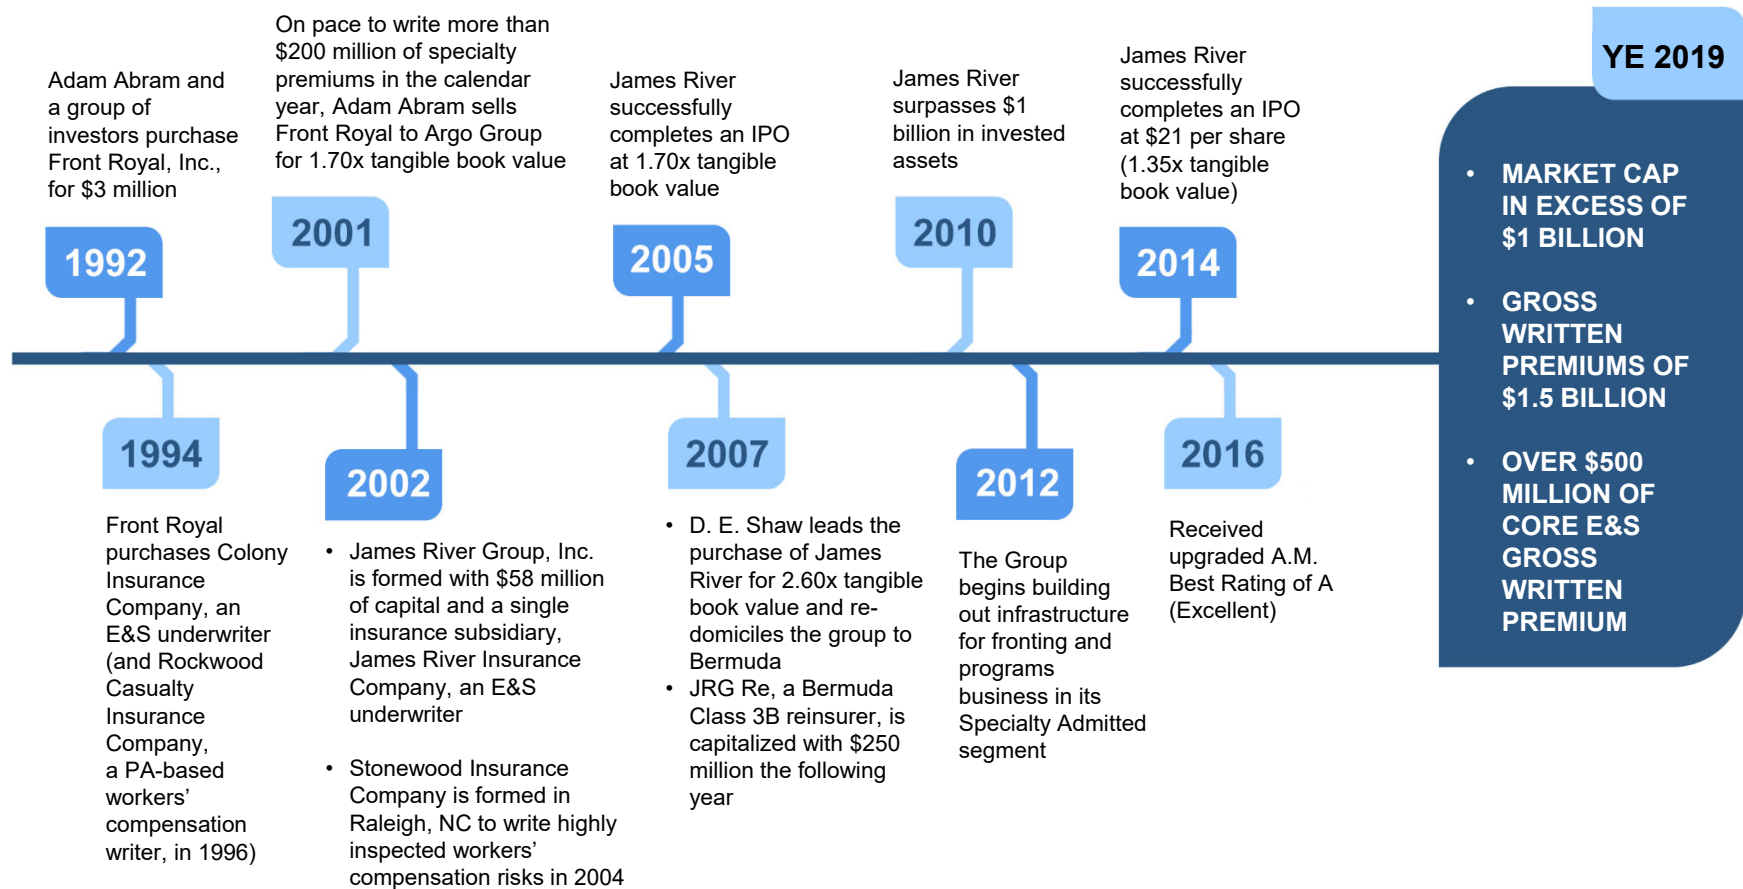 Adam Abram and
a group of
investors purchase
Front Royal, Inc.,
for $3 million
1992
On pace to write more than
$200 million of specialty
premiums in the calendar
year, Adam Abram sells
Front Royal to Argo Group
for 1.70x tangible book value
2001
James River
successfully
completes an IPO
at 1.70x tangible
book value
2005
James River
surpasses $1
billion in invested
assets
2010
James River
successfully
completes an IPO
at $21 per share
(1.35x tangible
book value)
2014
1994
Front Royal
purchases Colony
Insurance
Company, an
E&S underwriter
(and Rockwood
Casualty
Insurance
Company,
a PA-based
workers’
compensation
writer, in 1996)
2002
• James River Group, Inc.
is formed with $58 million
of capital and a single
insurance subsidiary,
James River Insurance
Company, an E&S
underwriter
• Stonewood Insurance
Company is formed in
Raleigh, NC to write highly
inspected workers’
compensation risks in 2004
2007
• D. E. Shaw leads the
purchase of James
River for 2.60x tangible
book value and re-
domiciles the group to
Bermuda
• JRG Re, a Bermuda
Class 3B reinsurer, is
capitalized with $250
million the following
year
2012
The Group
begins building
out infrastructure
for fronting and
programs
business in its
Specialty Admitted
segment
2016
Received
upgraded A.M.
Best Rating of A
(Excellent)
YE 2019
• MARKET CAP
IN EXCESS OF
$1 BILLION
• GROSS
WRITTEN
PREMIUMS OF
$1.5 BILLION
• OVER $500
MILLION OF
CORE E&S
GROSS
WRITTEN
PREMIUM